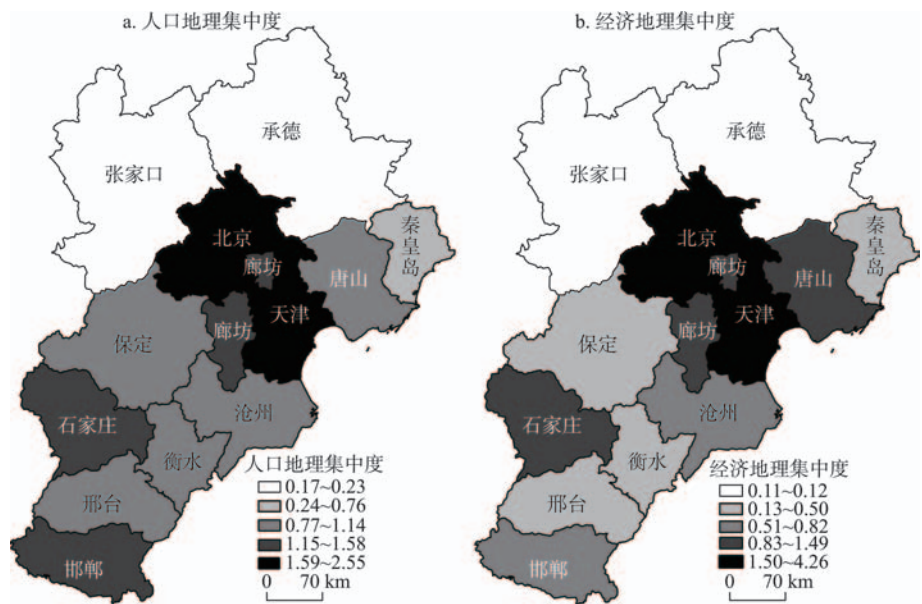 a. 人口地理集中度
承德
张家口
秦皇岛
北京
廊坊
唐山
天津
廊坊
保定
沧州
石家庄
衡水
邢台
邯郸
人口地理集中度
0.17~0.23
0.24~0.76
0.77~1.14
1.15~1.58
1.59~2.55
0 70 km
b. 经济地理集中度
承德
张家口
秦皇岛
北京
廊坊
唐山
天津
廊坊
保定
沧州
石家庄
衡水
邢台
邯郸
经济地理集中度
0.11~0.12
0.13~0.50
0.51~0.82
0.83~1.49
1.50~4.26
0 70 km